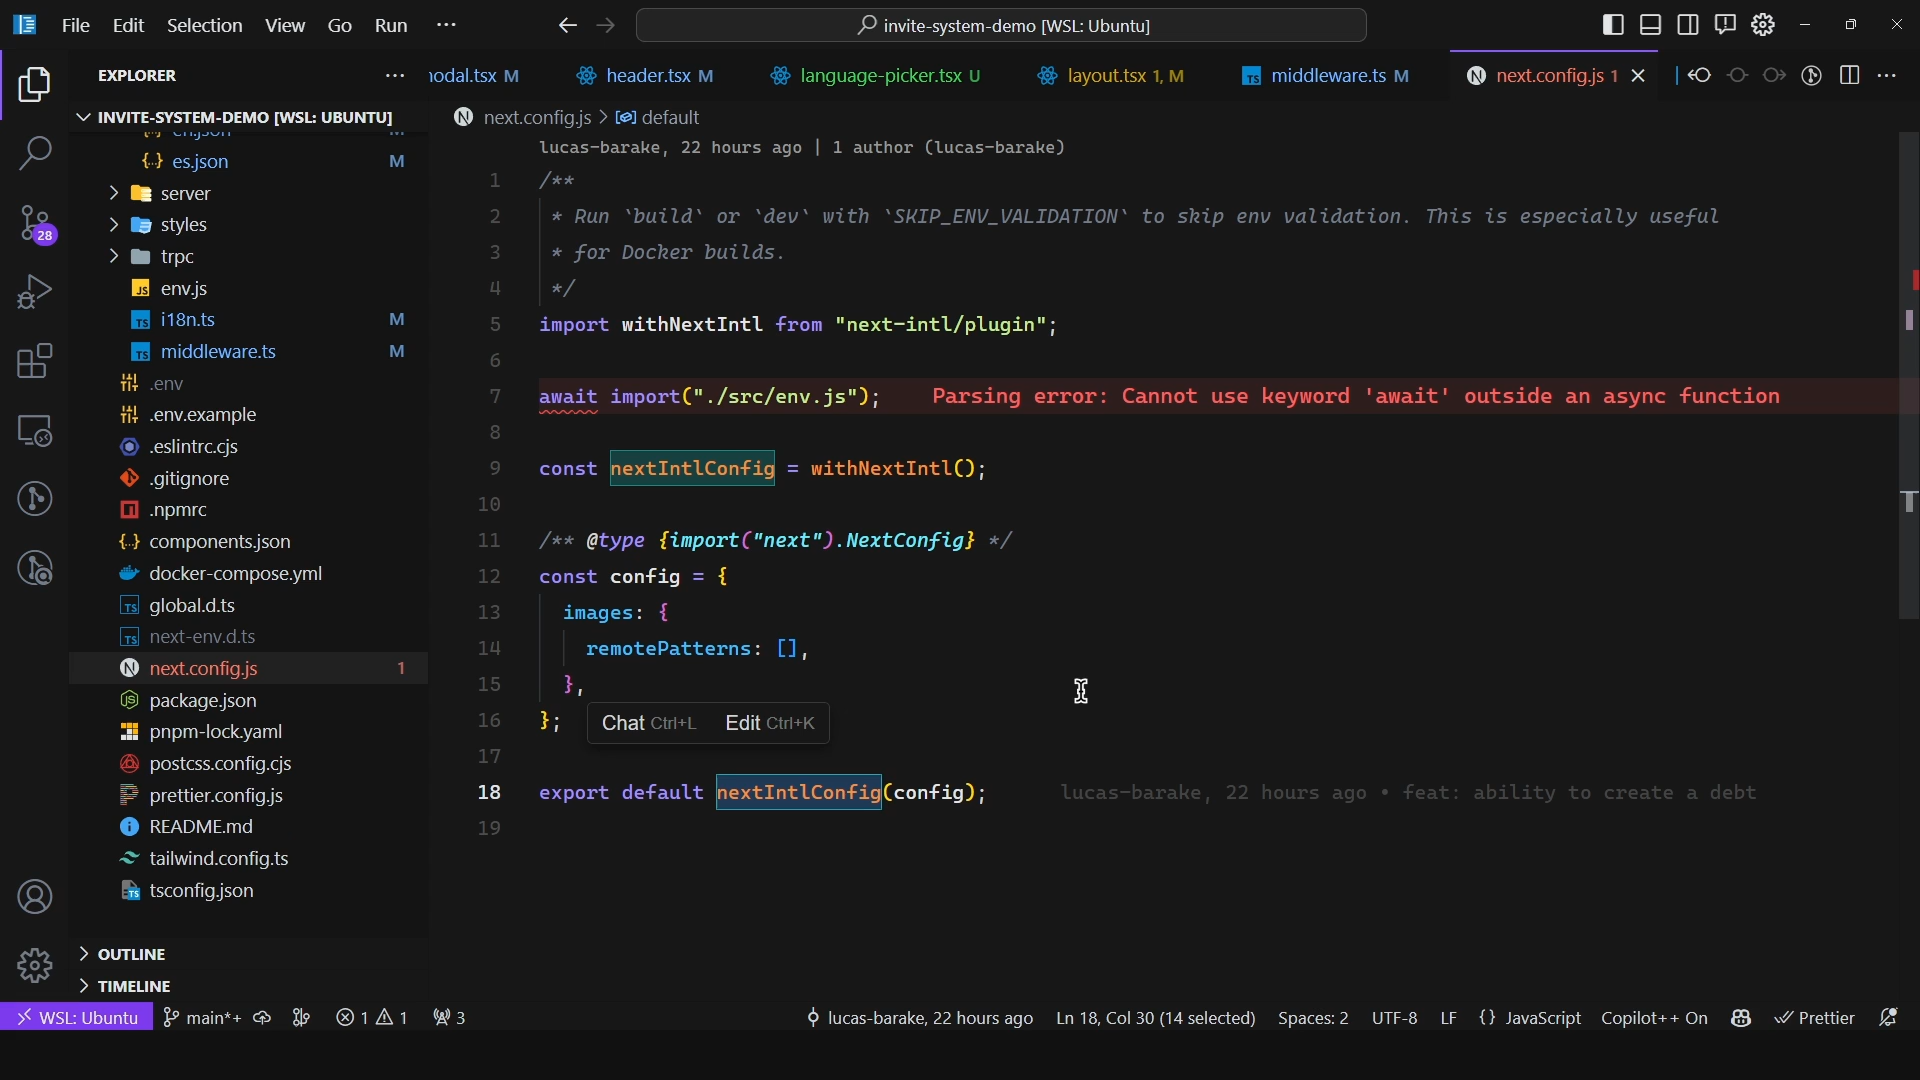 File Edit Selection View Go Run ···
invite-system-demo [WSL: Ubuntu]
EXPLORER ···
odal.tsx M
header.tsx M
language-picker.tsx U
layout.tsx 1, M
middleware.ts M
next.config.js 1
INVITE-SYSTEM-DEMO [WSL: UBUNTU]
next.config.js > default
en.json M
es.json M
server
styles
trpc
env.js
i18n.ts M
middleware.ts M
.env
.env.example
.eslintrc.cjs
.gitignore
.npmrc
components.json
docker-compose.yml
global.d.ts
next-env.d.ts
next.config.js 1
package.json
pnpm-lock.yaml
postcss.config.cjs
prettier.config.js
README.md
tailwind.config.ts
tsconfig.json
OUTLINE
TIMELINE
28
lucas-barake, 22 hours ago | 1 author (lucas-barake)
1 /**
2 * Run `build` or `dev` with `SKIP_ENV_VALIDATION` to skip env validation. This is especially useful
3 * for Docker builds.
4 */
5 import withNextIntl from "next-intl/plugin";
6
7 await import("./src/env.js"); Parsing error: Cannot use keyword 'await' outside an async function
8
9 const nextIntlConfig = withNextIntl();
10
11 /** @type {import("next").NextConfig} */
12 const config = {
13 images: {
14 remotePatterns: [],
15 },
16 };
Chat Ctrl+L Edit Ctrl+K
17
18 export default nextIntlConfig(config); lucas-barake, 22 hours ago • feat: ability to create a debt
19
WSL: Ubuntu main*+ 1 1 3 lucas-barake, 22 hours ago Ln 18, Col 30 (14 selected) Spaces: 2 UTF-8 LF {} JavaScript Copilot++ On Prettier